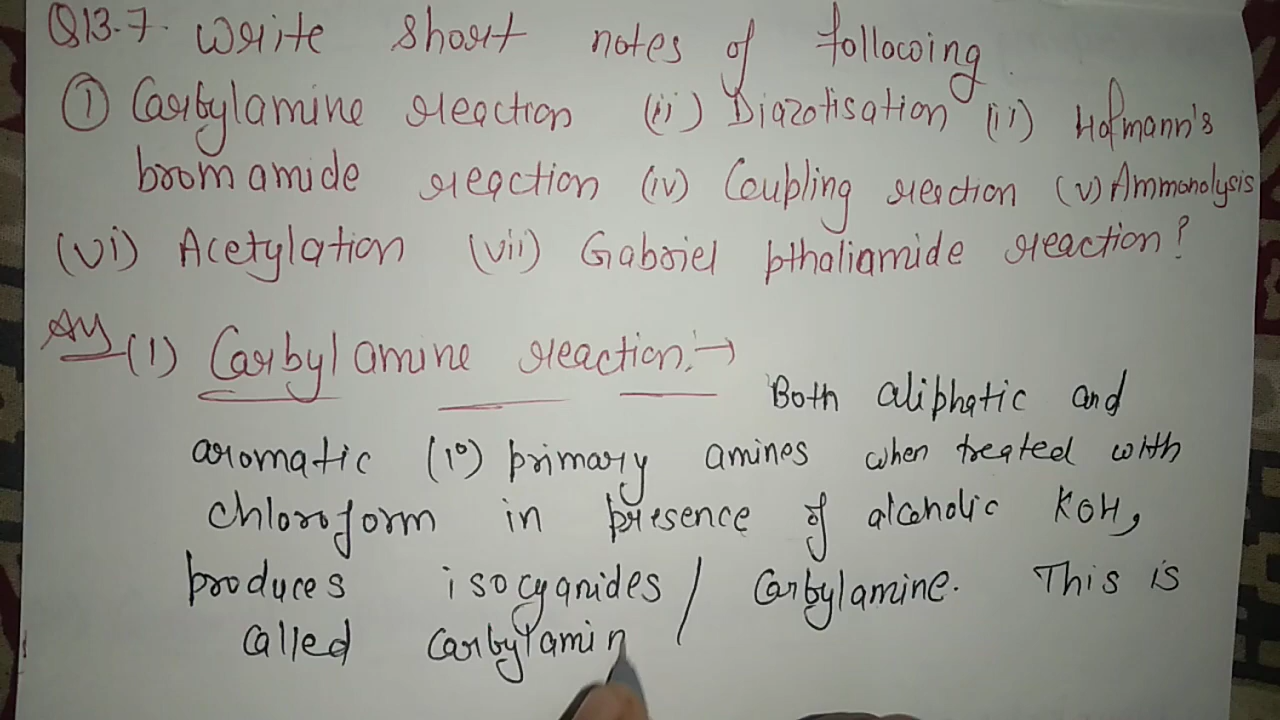 Q13.7. Write short notes of following.
① Carbylamine reaction (ii) Diazotisation (ii) Hofmann's
bromamide reaction (iv) Coupling reaction (v) Ammonolysis
(vi) Acetylation (vii) Gabriel pthaliamide reaction?
Ans (1) Carbylamine reaction:→
Both aliphatic and
aromatic (1°) primary amines when treated with
chloroform in presence of alcoholic KOH,
produces isocyanides / Carbylamine. This is
called Carbylamin